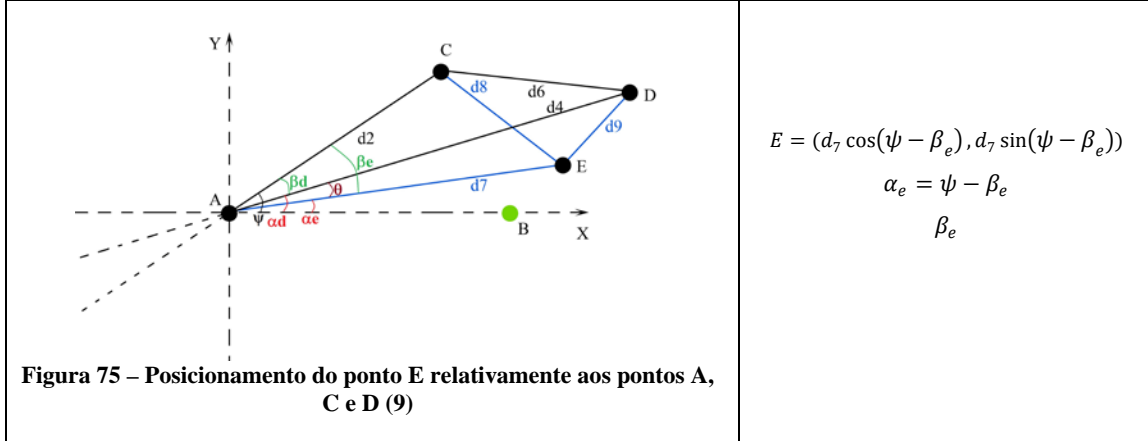 Y
C
d8
d6
d4
D
d9
d2
βe
E
βd
θ
d7
A
ψ
αd
αe
B
X
Figura 75 – Posicionamento do ponto E relativamente aos pontos A,
C e D (9)
E = (d₇ cos(ψ − βₑ), d₇ sin(ψ − βₑ))
αₑ = ψ − βₑ
βₑ